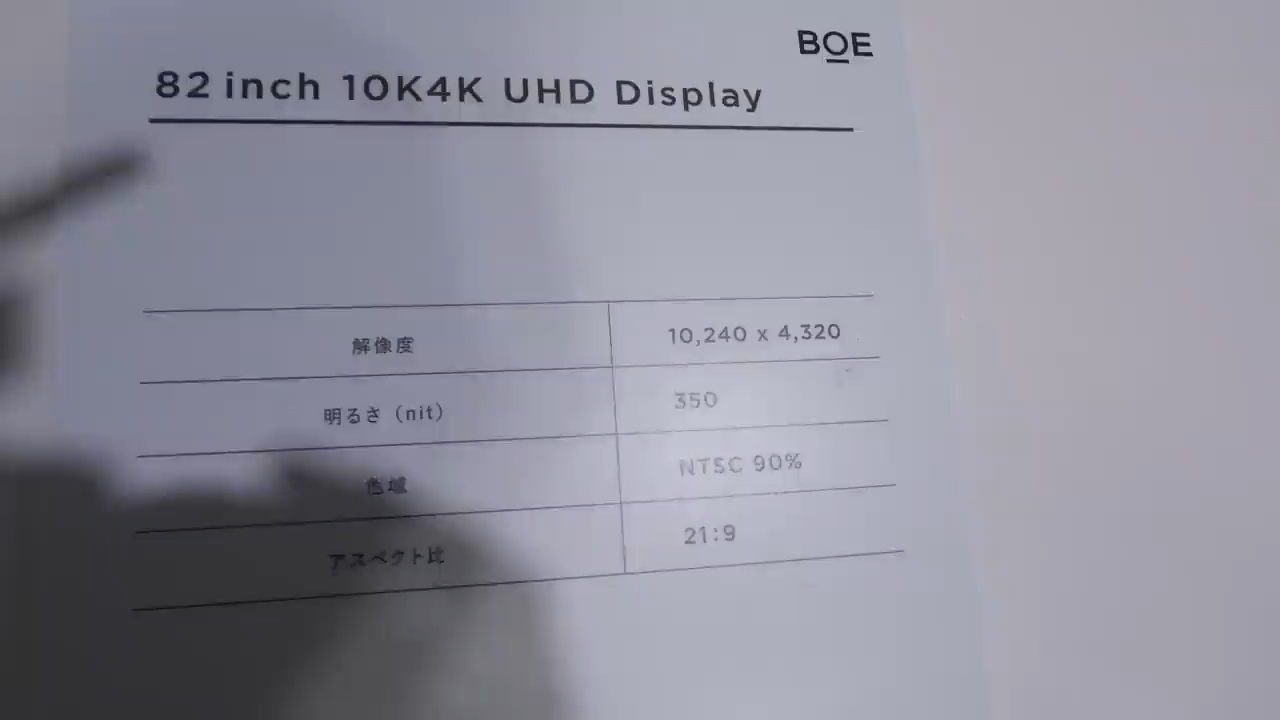 BOE
82 inch 10K4K UHD Display
解像度 10,240 x 4,320
明るさ（nit） 350
色域 NTSC 90%
アスペクト比 21:9